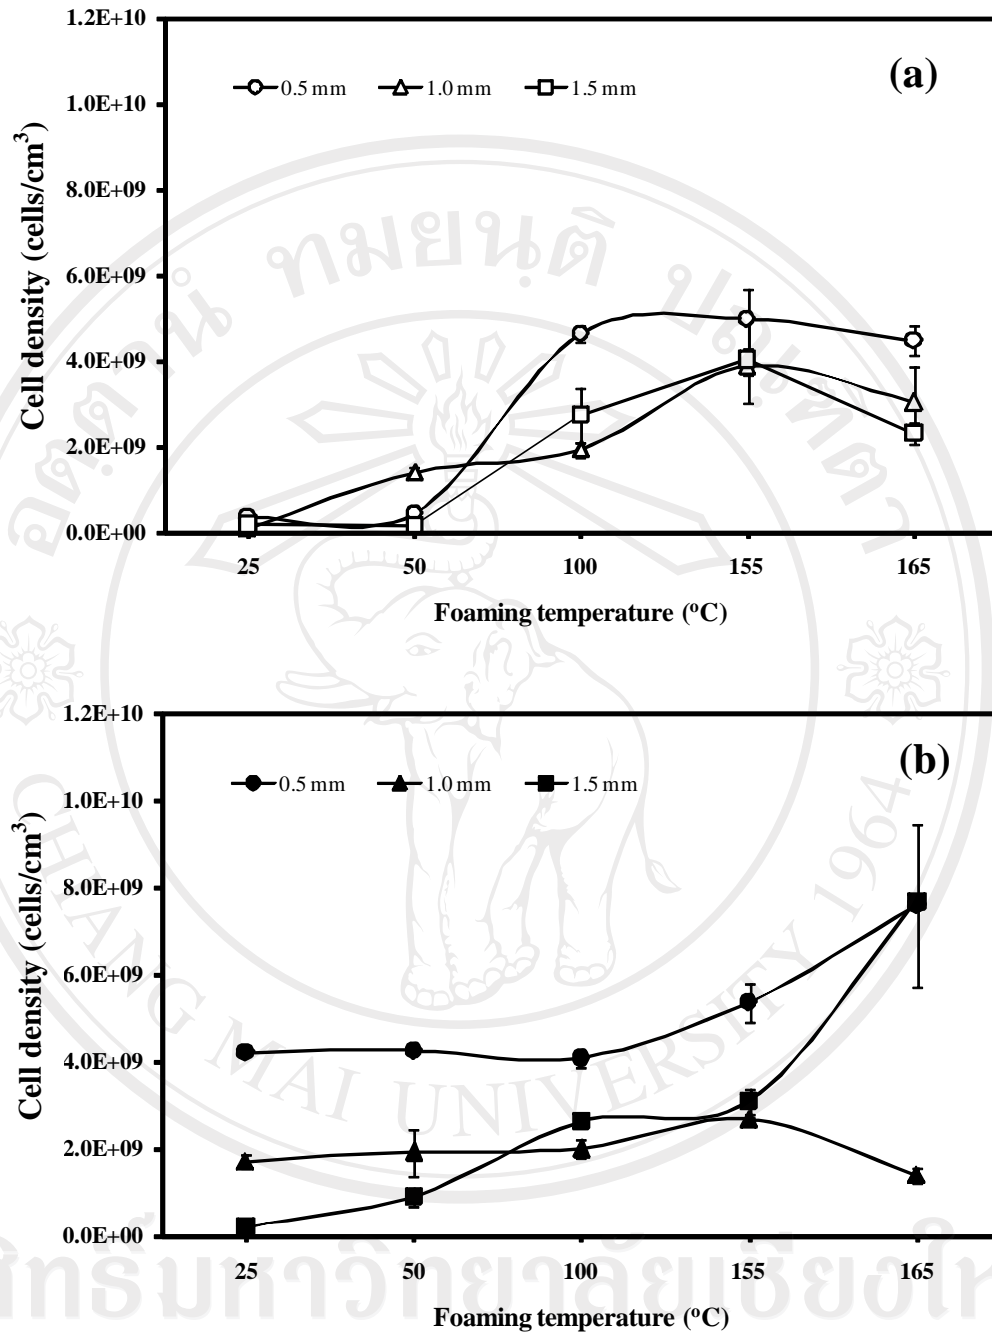 1.2E+10
(a)
0.5 mm 1.0 mm 1.5 mm
1.0E+10
8.0E+09
6.0E+09
4.0E+09
2.0E+09
0.0E+00
Cell density (cells/cm³)
25 50 100 155 165
Foaming temperature (°C)
1.2E+10
(b)
0.5 mm 1.0 mm 1.5 mm
1.0E+10
8.0E+09
6.0E+09
4.0E+09
2.0E+09
0.0E+00
Cell density (cells/cm³)
25 50 100 155 165
Foaming temperature (°C)
CHIANG MAI UNIVERSITY 1964